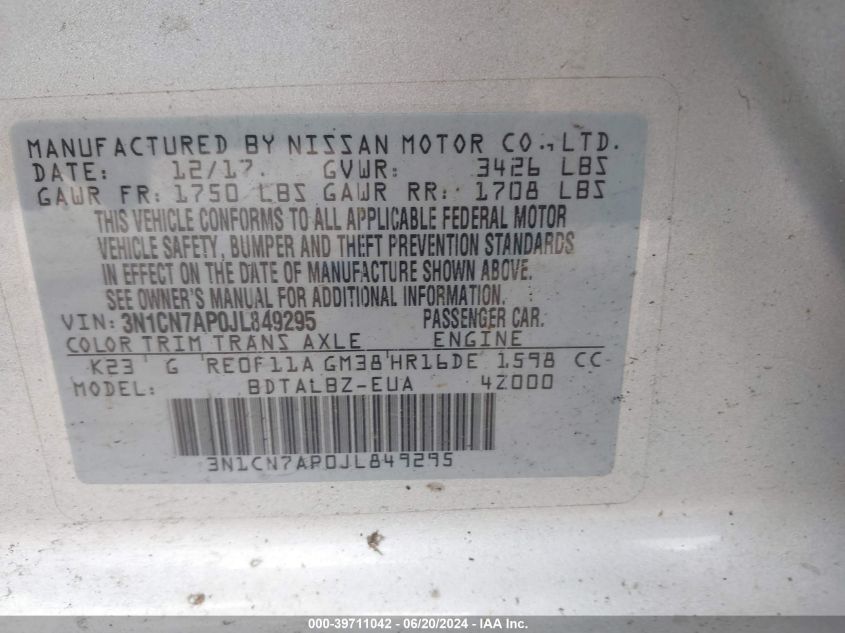 MANUFACTURED BY NISSAN MOTOR CO., LTD.
DATE: 12/17. GVWR: 3426 LBS
GAWR FR: 1750 LBS GAWR RR: 1708 LBS
THIS VEHICLE CONFORMS TO ALL APPLICABLE FEDERAL MOTOR
VEHICLE SAFETY, BUMPER AND THEFT PREVENTION STANDARDS
IN EFFECT ON THE DATE OF MANUFACTURE SHOWN ABOVE.
SEE OWNER'S MANUAL FOR ADDITIONAL INFORMATION.
VIN: 3N1CN7AP0JL849295 PASSENGER CAR.
COLOR TRIM TRANS AXLE ENGINE
K23 G RE0F11A GM38 HR16DE 1.598 CC
MODEL: BDTALBZ-EUA 4Z000
3N1CN7AP0JL849295
000-39711042 - 06/20/2024 - IAA, Inc.